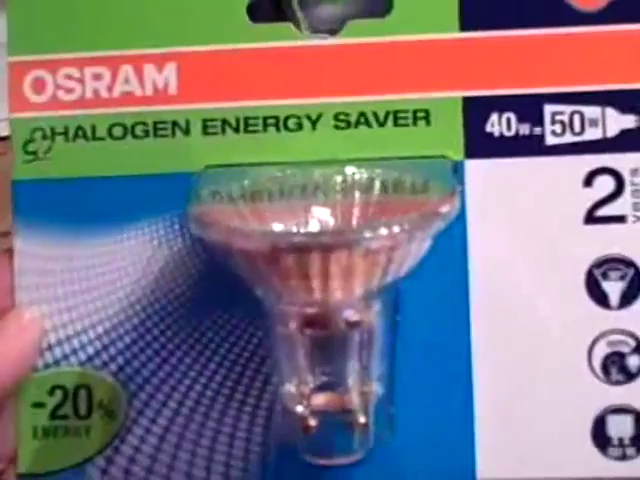 OSRAM
HALOGEN ENERGY SAVER
40W = 50W
2 years
-20%
ENERGY